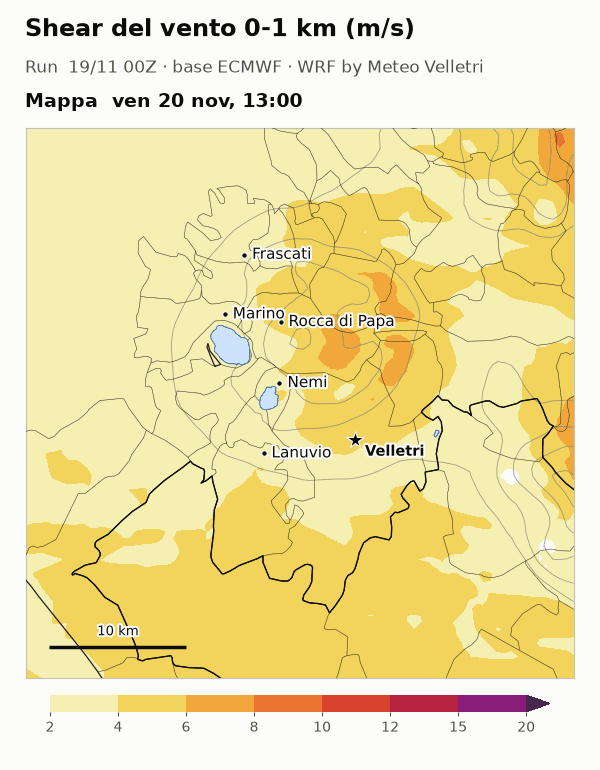 Shear del vento 0-1 km (m/s)
Run  19/11 00Z · base ECMWF · WRF by Meteo Velletri
Mappa  ven 20 nov, 13:00
Frascati
Marino
Rocca di Papa
Nemi
Velletri
Lanuvio
10 km
2 4 6 8 10 12 15 20